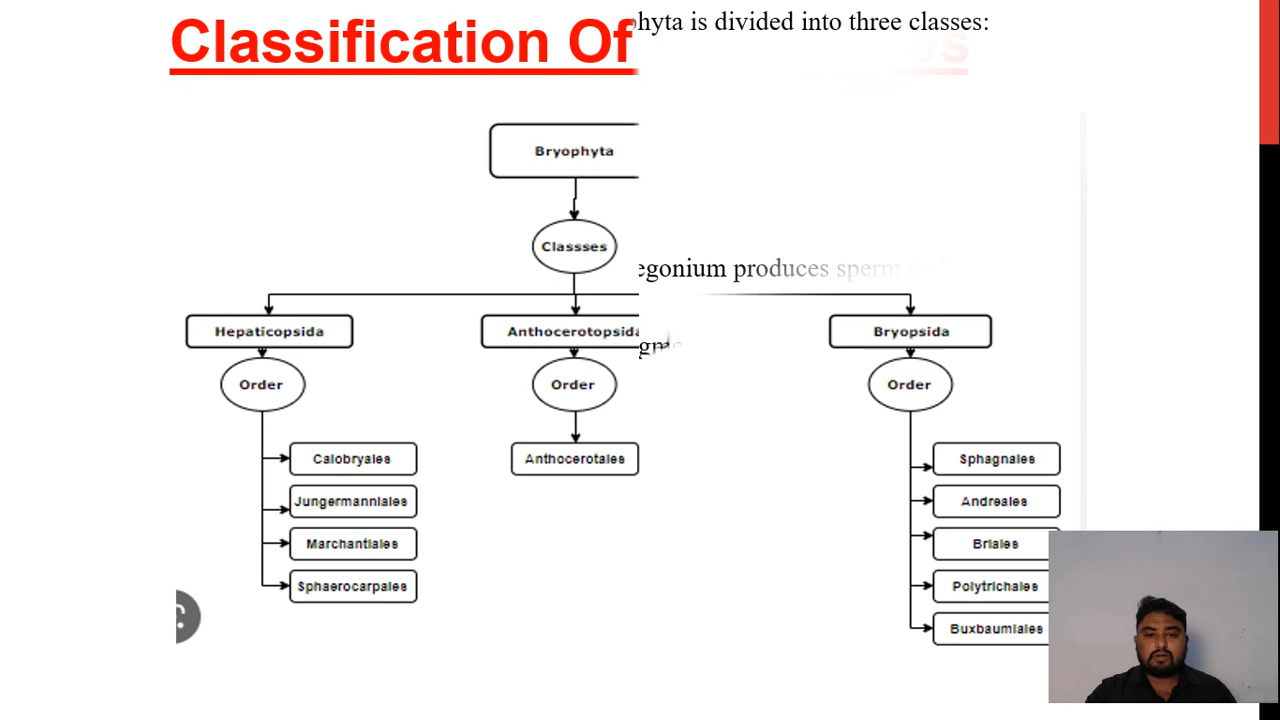 phyta is divided into three classes:
Classification Of
Bryophyta
Classses
egonium produces sperm
Hepaticopsida
Anthocerotopsida
Bryopsida
Order
Order
Order
Calobryales
Anthocerotales
Sphagnales
Jungermanniales
Andreales
Marchantiales
Briales
Sphaerocarpales
Polytrichales
Buxbaumiales